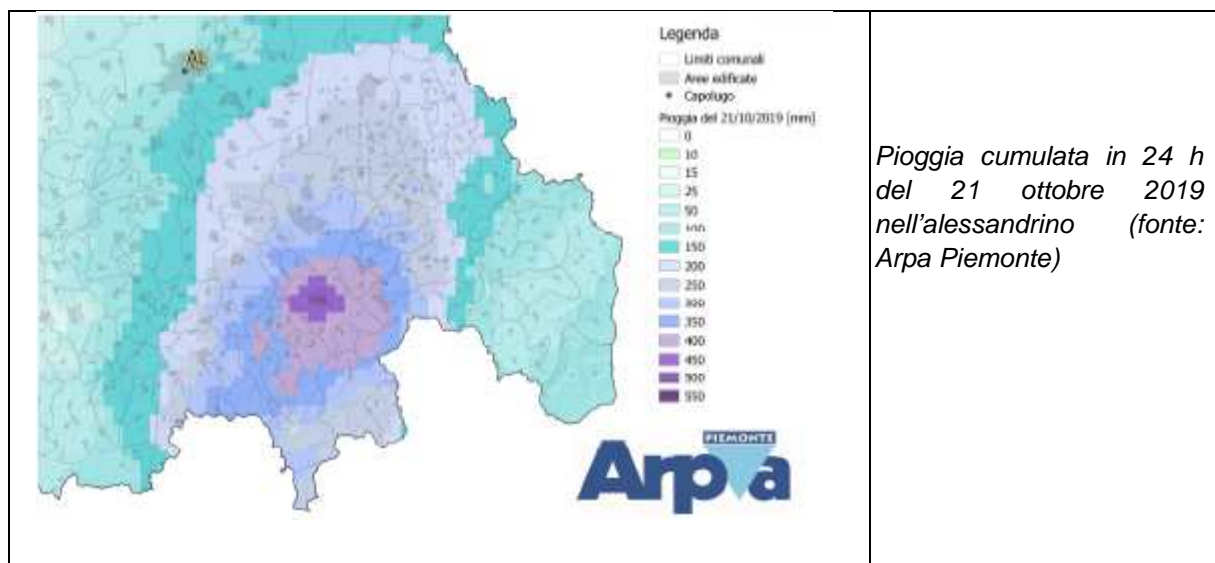 AL
Legenda
Limiti comunali
Aree edificate
Capolugo
Pioggia del 21/10/2019 [mm]
0
10
15
25
50
100
150
200
250
300
350
400
450
500
550
PIEMONTE
Arpa
Pioggia cumulata in 24 h
del 21 ottobre 2019
nell'alessandrino (fonte:
Arpa Piemonte)